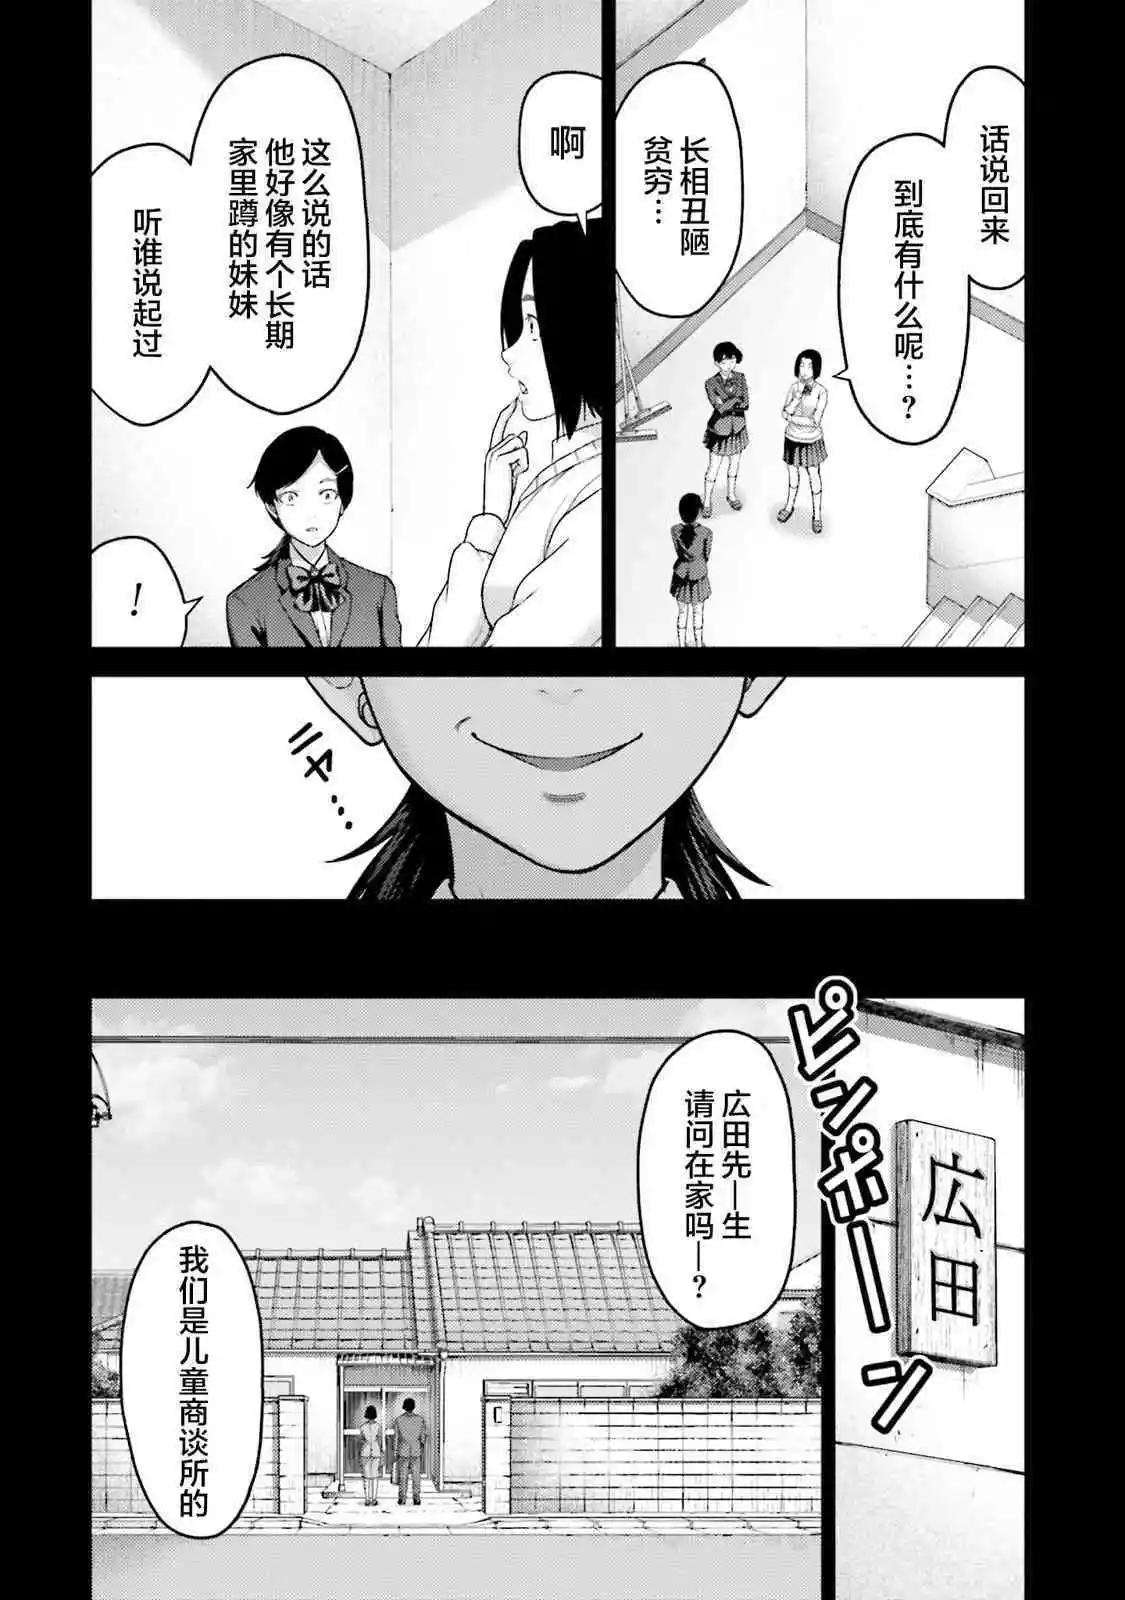 话说回来
到底有什么呢…?
长相丑陋
贫穷…
啊
这么说的话
他好像有个长期
家里蹲的妹妹
听谁说起过
!
ニャ…
ピンポーーン
広田
広田先—生
请问在家吗—?
我们是儿童商谈所的